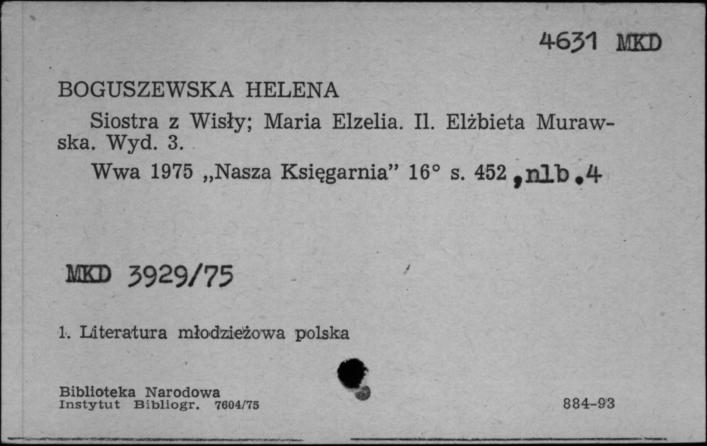 4631 MKD
BOGUSZEWSKA HELENA
Siostra z Wisły; Maria Elzelia. Il. Elżbieta Muraw-
ska. Wyd. 3.
Wwa 1975 „Nasza Księgarnia” 16° s. 452, nlb.4
MKD 3929/75
1. Literatura młodzieżowa polska
Biblioteka Narodowa
Instytut Bibliogr. 7604/75
884-93